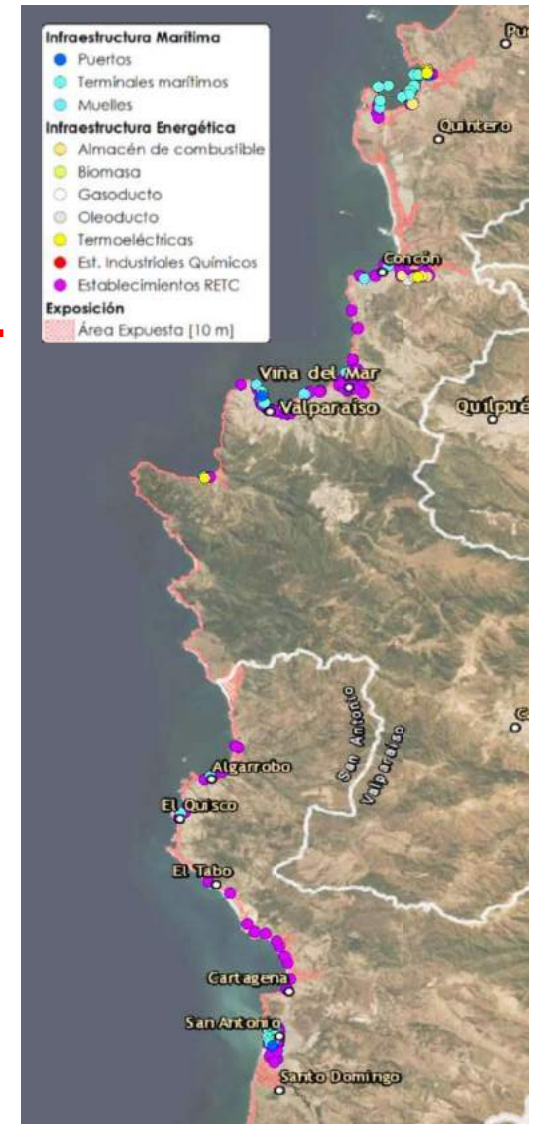 Infraestructura Marítima
Puertos
Terminales marítimos
Muelles
Infraestructura Energética
Almacén de combustible
Biomasa
Gasoducto
Oleoducto
Termoeléctricas
Est. Industriales Químicos
Establecimientos RETC
Exposición
Área Expuesta [10 m]
Pu
Quintero
Concón
Viña del Mar
Valparaíso
Quilpué
San Antonio
Valparaíso
C
Algarrobo
El Quisco
El Tabo
Cartagena
San Antonio
Santo Domingo